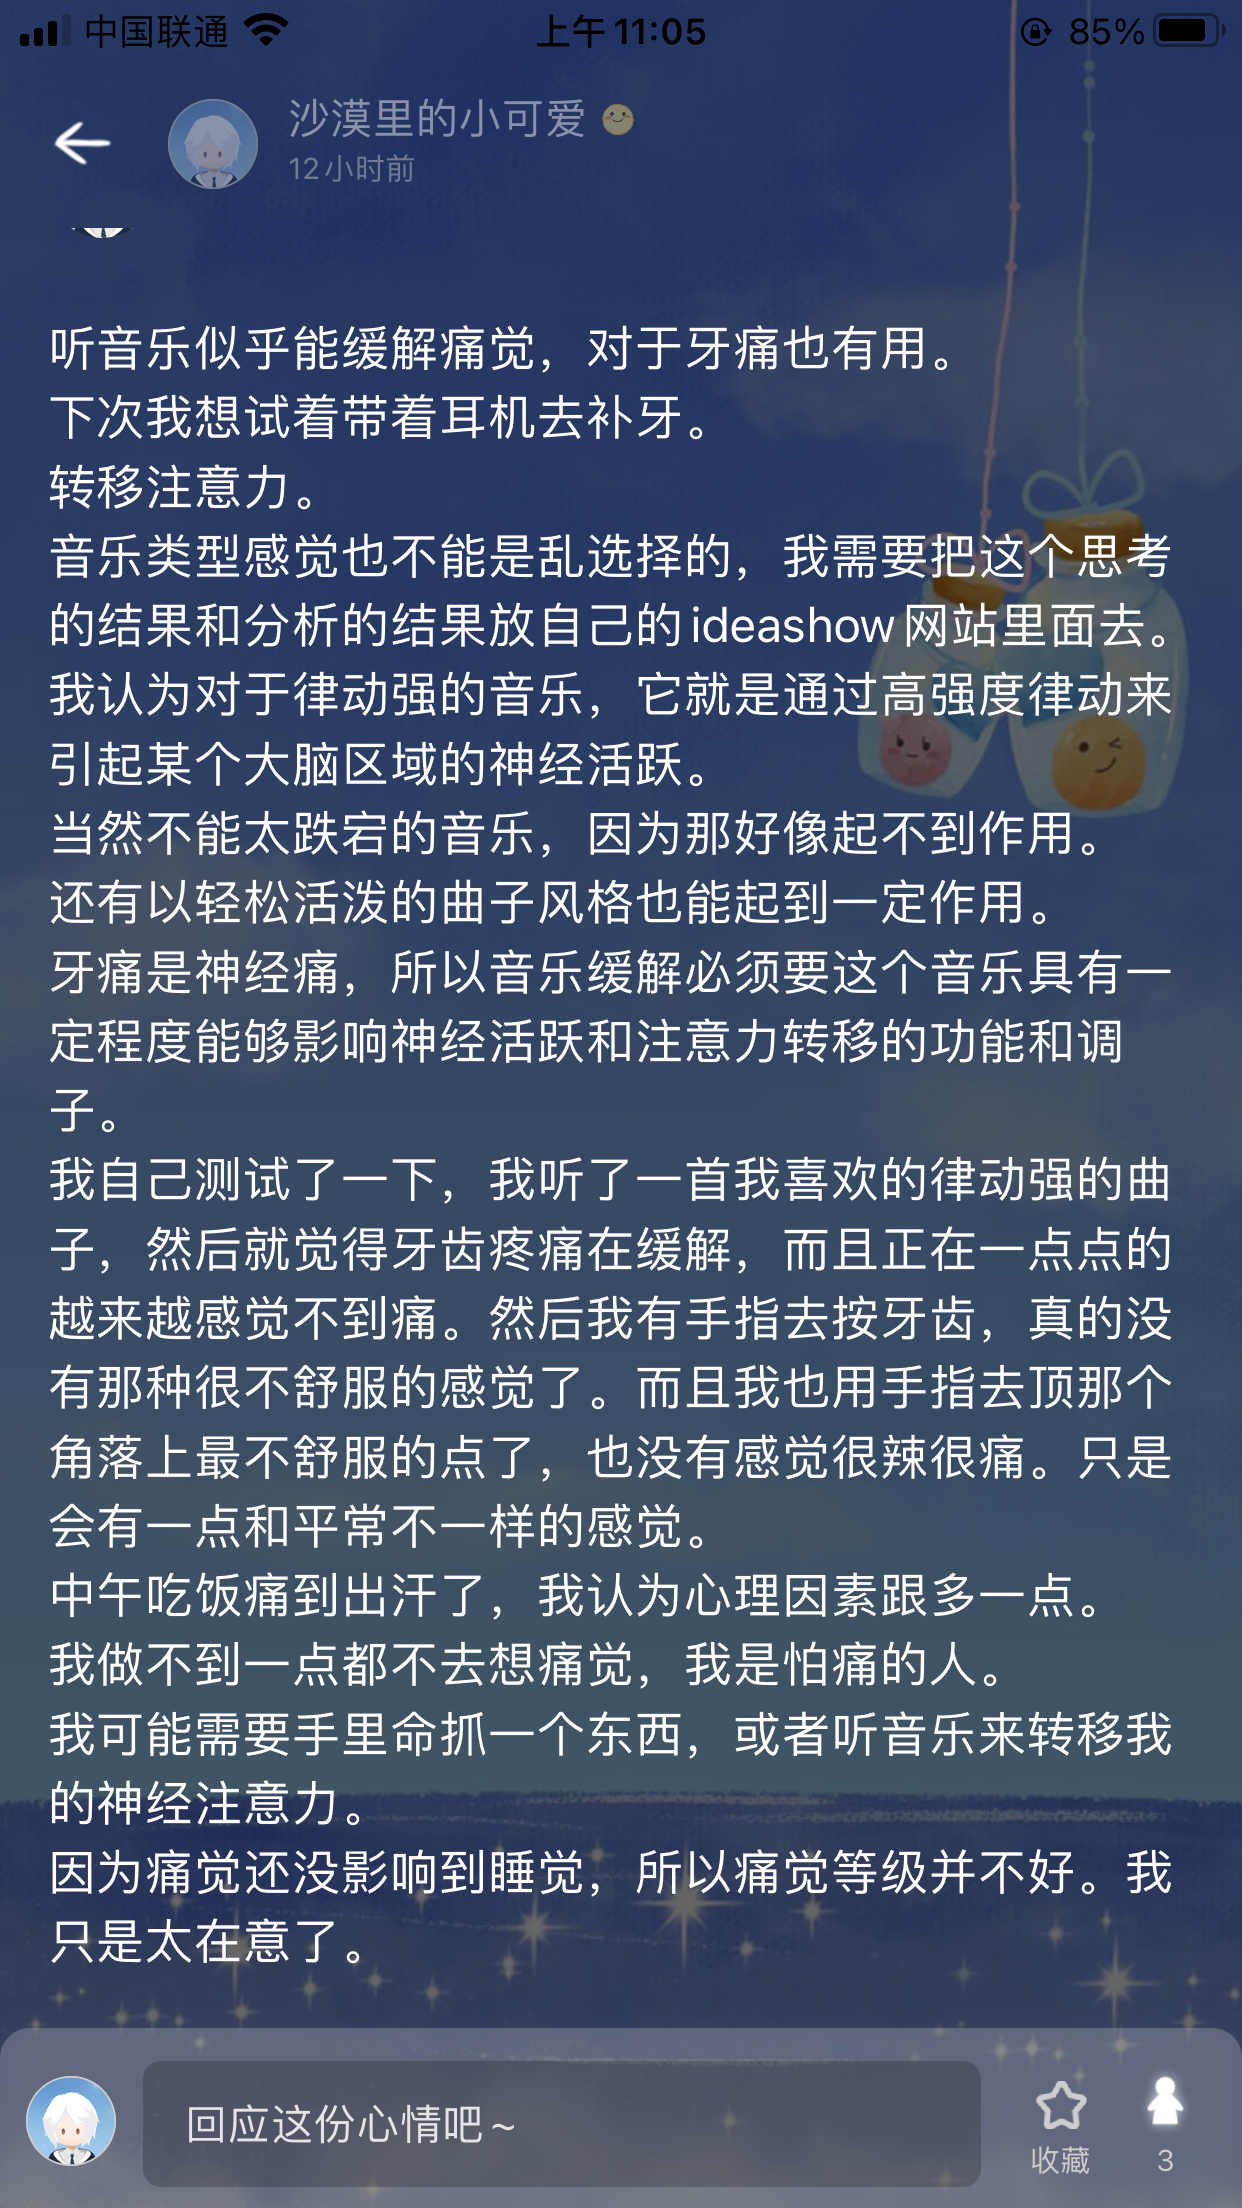 中国联通
上午11:05
85%
沙漠里的小可爱
12小时前
听音乐似乎能缓解痛觉，对于牙痛也有用。
下次我想试着带着耳机去补牙。
转移注意力。
音乐类型感觉也不能是乱选择的，我需要把这个思考
的结果和分析的结果放自己的ideashow网站里面去。
我认为对于律动强的音乐，它就是通过高强度律动来
引起某个大脑区域的神经活跃。
当然不能太跌宕的音乐，因为那好像起不到作用。
还有以轻松活泼的曲子风格也能起到一定作用。
牙痛是神经痛，所以音乐缓解必须要这个音乐具有一
定程度能够影响神经活跃和注意力转移的功能和调
子。
我自己测试了一下，我听了一首我喜欢的律动强的曲
子，然后就觉得牙齿疼痛在缓解，而且正在一点点的
越来越感觉不到痛。然后我有手指去按牙齿，真的没
有那种很不舒服的感觉了。而且我也用手指去顶那个
角落上最不舒服的点了，也没有感觉很辣很痛。只是
会有一点和平常不一样的感觉。
中午吃饭痛到出汗了，我认为心理因素跟多一点。
我做不到一点都不去想痛觉，我是怕痛的人。
我可能需要手里命抓一个东西，或者听音乐来转移我
的神经注意力。
因为痛觉还没影响到睡觉，所以痛觉等级并不好。我
只是太在意了。
回应这份心情吧~
收藏
3